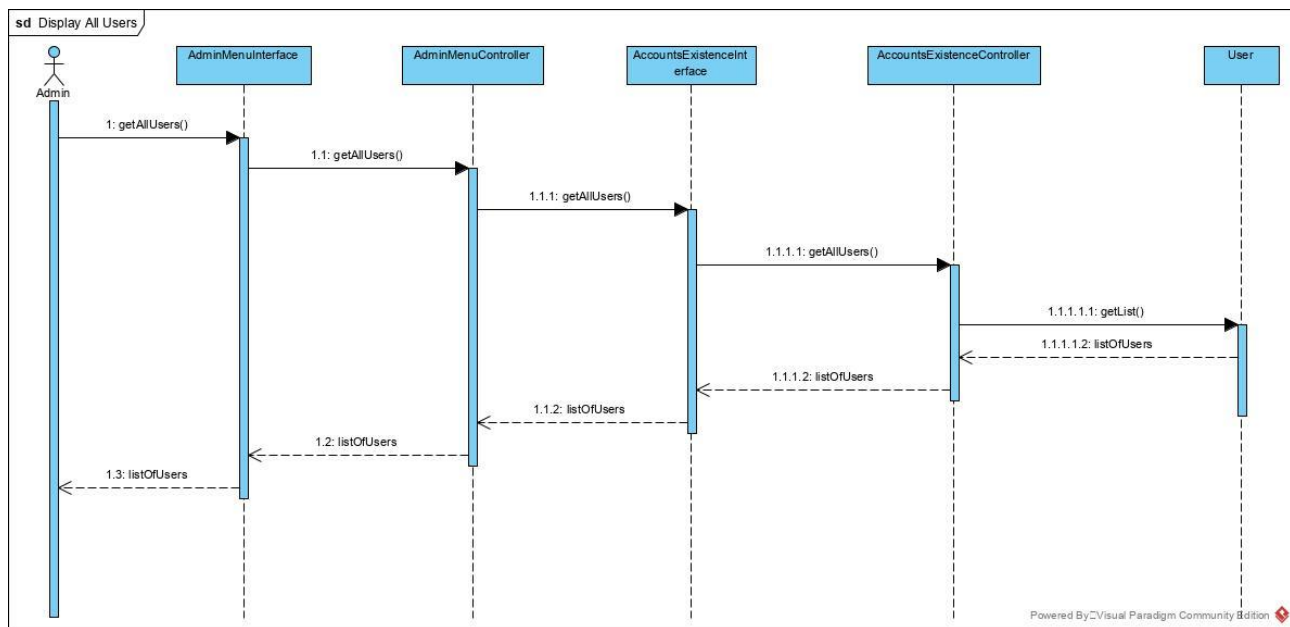 sd Display All Users
AdminMenuInterface
AdminMenuController
AccountsExistenceInt
erface
AccountsExistenceController
User
Admin
1: getAllUsers()
1.1: getAllUsers()
1.1.1: getAllUsers()
1.1.1.1: getAllUsers()
1.1.1.1.1: getList()
1.1.1.1.2: listOfUsers
1.1.1.2: listOfUsers
1.1.2: listOfUsers
1.2: listOfUsers
1.3: listOfUsers
Powered By Visual Paradigm Community Edition